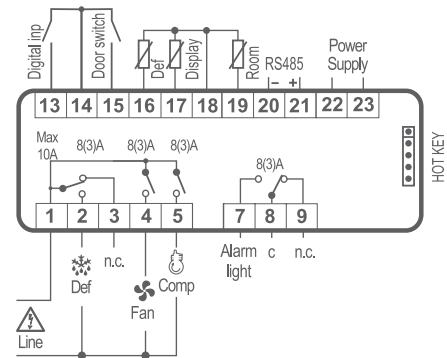 Digital inp
Door switch
Def
Display
Room
RS485
− +
Power
Supply
13 14 15 16 17 18 19 20 21 22 23
Max
10A
8(3)A 8(3)A 8(3)A
8(3)A
HOT KEY
1 2 3 4 5 7 8 9
Def
n.c.
Fan
Comp
Alarm
light
c
n.c.
Line